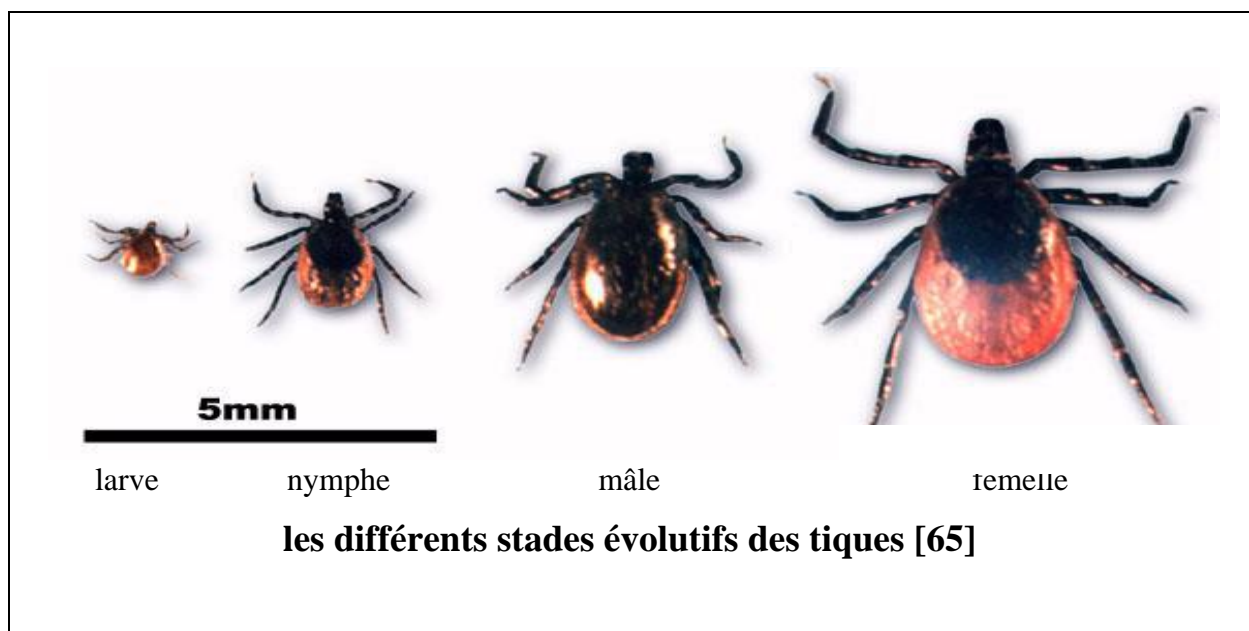 5mm
larve nymphe mâle femelle
les différents stades évolutifs des tiques [65]